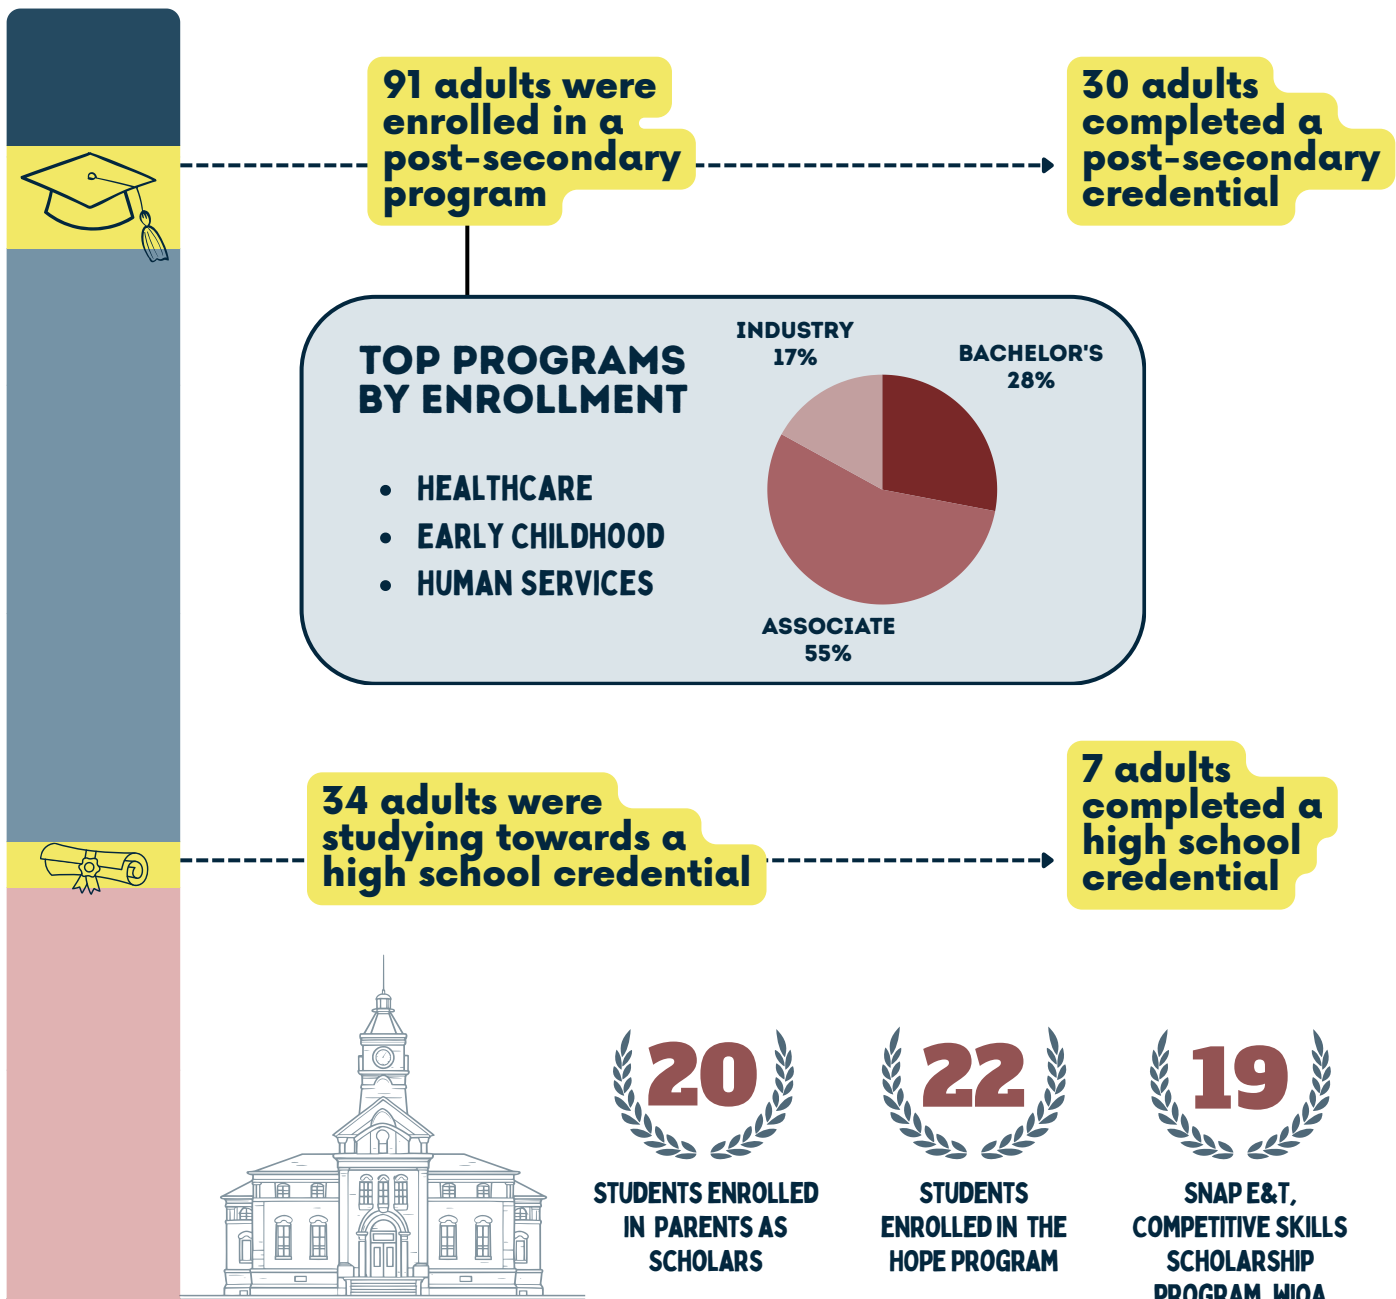 91 adults were
enrolled in a
post-secondary
program
30 adults
completed a
post-secondary
credential
TOP PROGRAMS
BY ENROLLMENT
• HEALTHCARE
• EARLY CHILDHOOD
• HUMAN SERVICES
INDUSTRY
17%
BACHELOR'S
28%
ASSOCIATE
55%
34 adults were
studying towards a
high school credential
7 adults
completed a
high school
credential
20
STUDENTS ENROLLED
IN PARENTS AS
SCHOLARS
22
STUDENTS
ENROLLED IN THE
HOPE PROGRAM
19
SNAP E&T,
COMPETITIVE SKILLS
SCHOLARSHIP
PROGRAM, WIOA